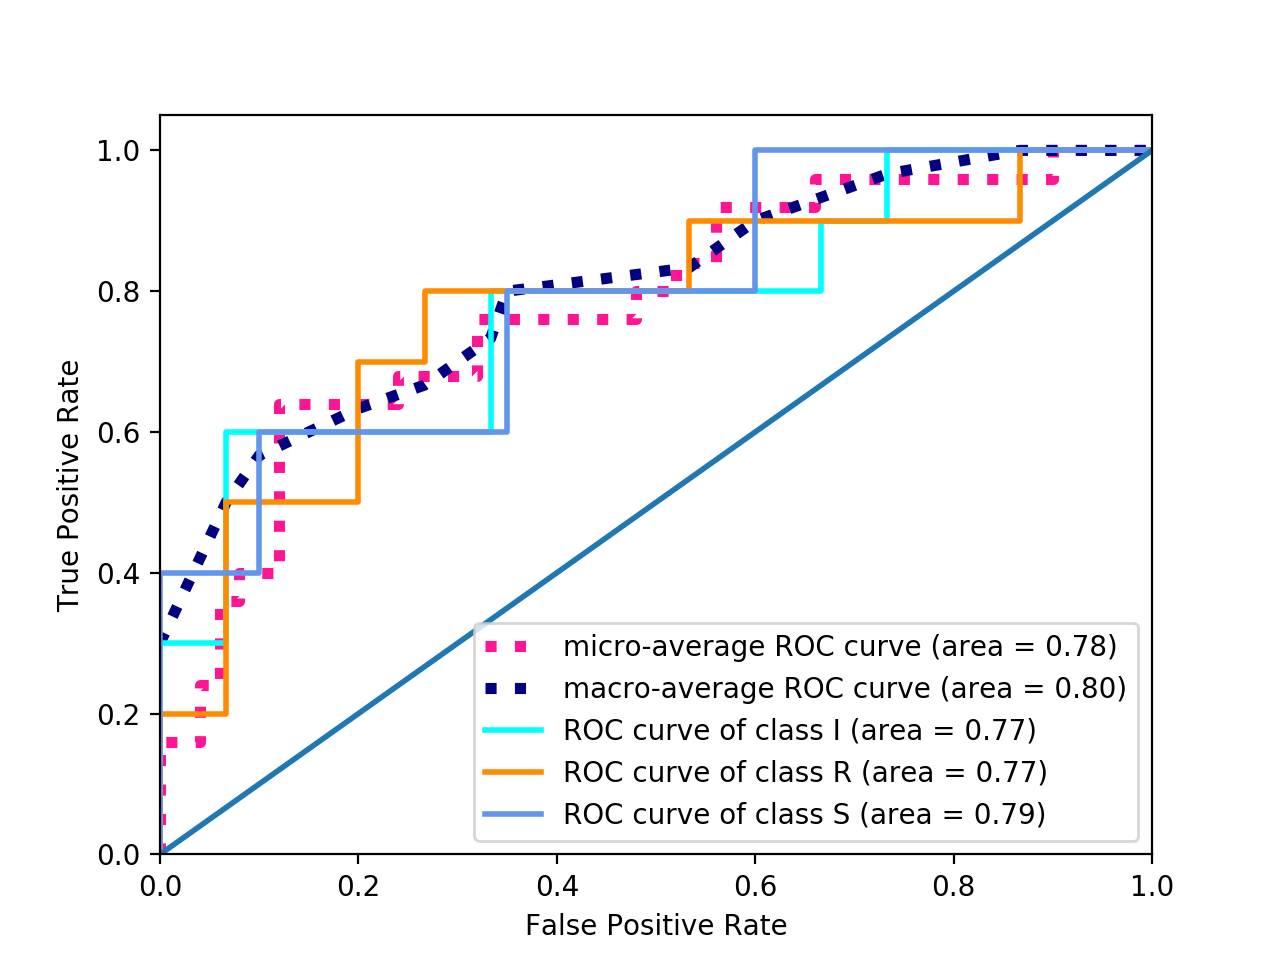 1.0
0.8
0.6
0.4
0.2
0.0
True Positive Rate
micro-average ROC curve (area = 0.78)
macro-average ROC curve (area = 0.80)
ROC curve of class I (area = 0.77)
ROC curve of class R (area = 0.77)
ROC curve of class S (area = 0.79)
0.0 0.2 0.4 0.6 0.8 1.0
False Positive Rate